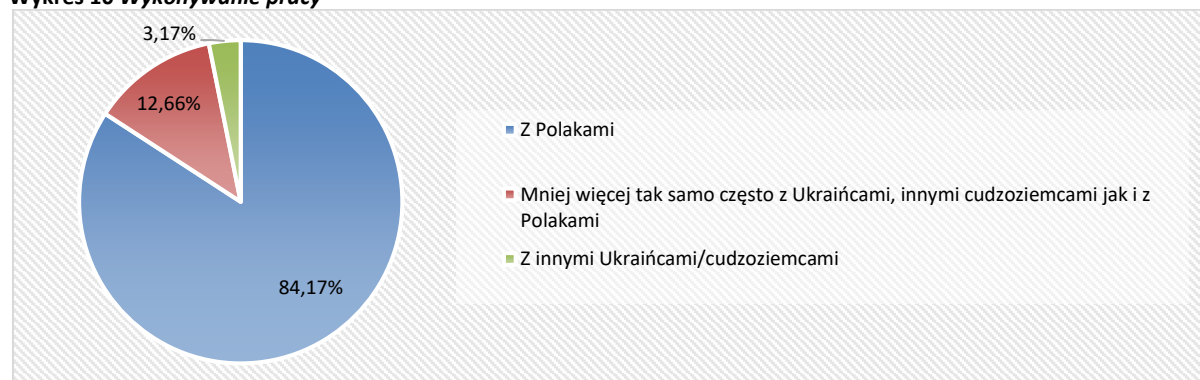 Wykres 10 Wykonywanie pracy
3,17%
12,66%
84,17%
Z Polakami
Mniej więcej tak samo często z Ukraińcami, innymi cudzoziemcami jak i z
Polakami
Z innymi Ukraińcami/cudzoziemcami